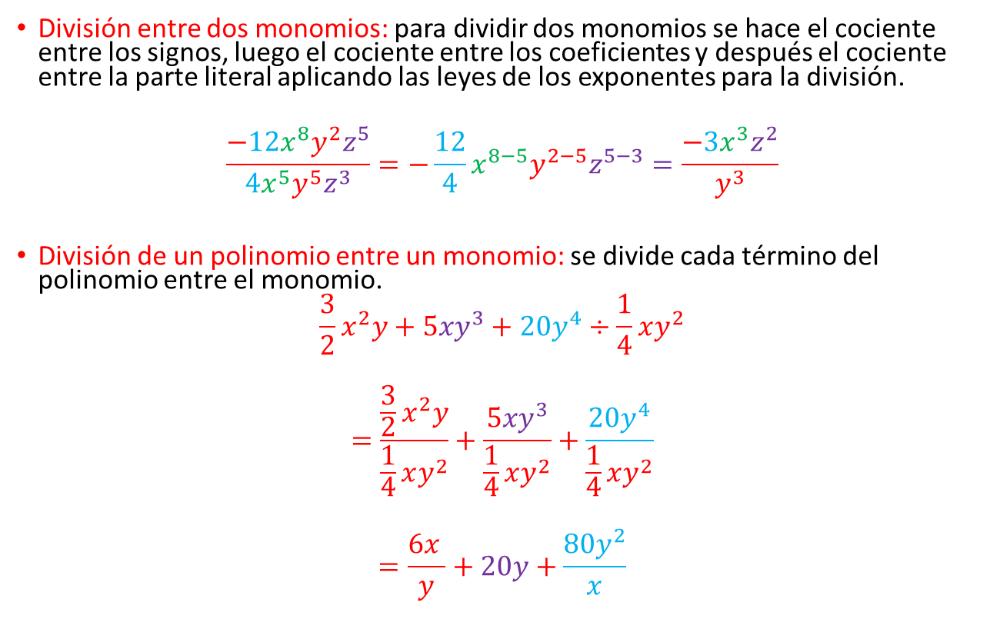 • División entre dos monomios: para dividir dos monomios se hace el cociente
entre los signos, luego el cociente entre los coeficientes y después el cociente
entre la parte literal aplicando las leyes de los exponentes para la división.
\frac{-12x^8y^2z^5}{4x^5y^5z^3} = -\frac{12}{4}x^{8-5}y^{2-5}z^{5-3} = \frac{-3x^3z^2}{y^3}
• División de un polinomio entre un monomio: se divide cada término del
polinomio entre el monomio.
\frac{3}{2}x^2y + 5xy^3 + 20y^4 ÷ \frac{1}{4}xy^2
= \frac{\frac{3}{2}x^2y}{\frac{1}{4}xy^2} + \frac{5xy^3}{\frac{1}{4}xy^2} + \frac{20y^4}{\frac{1}{4}xy^2}
= \frac{6x}{y} + 20y + \frac{80y^2}{x}